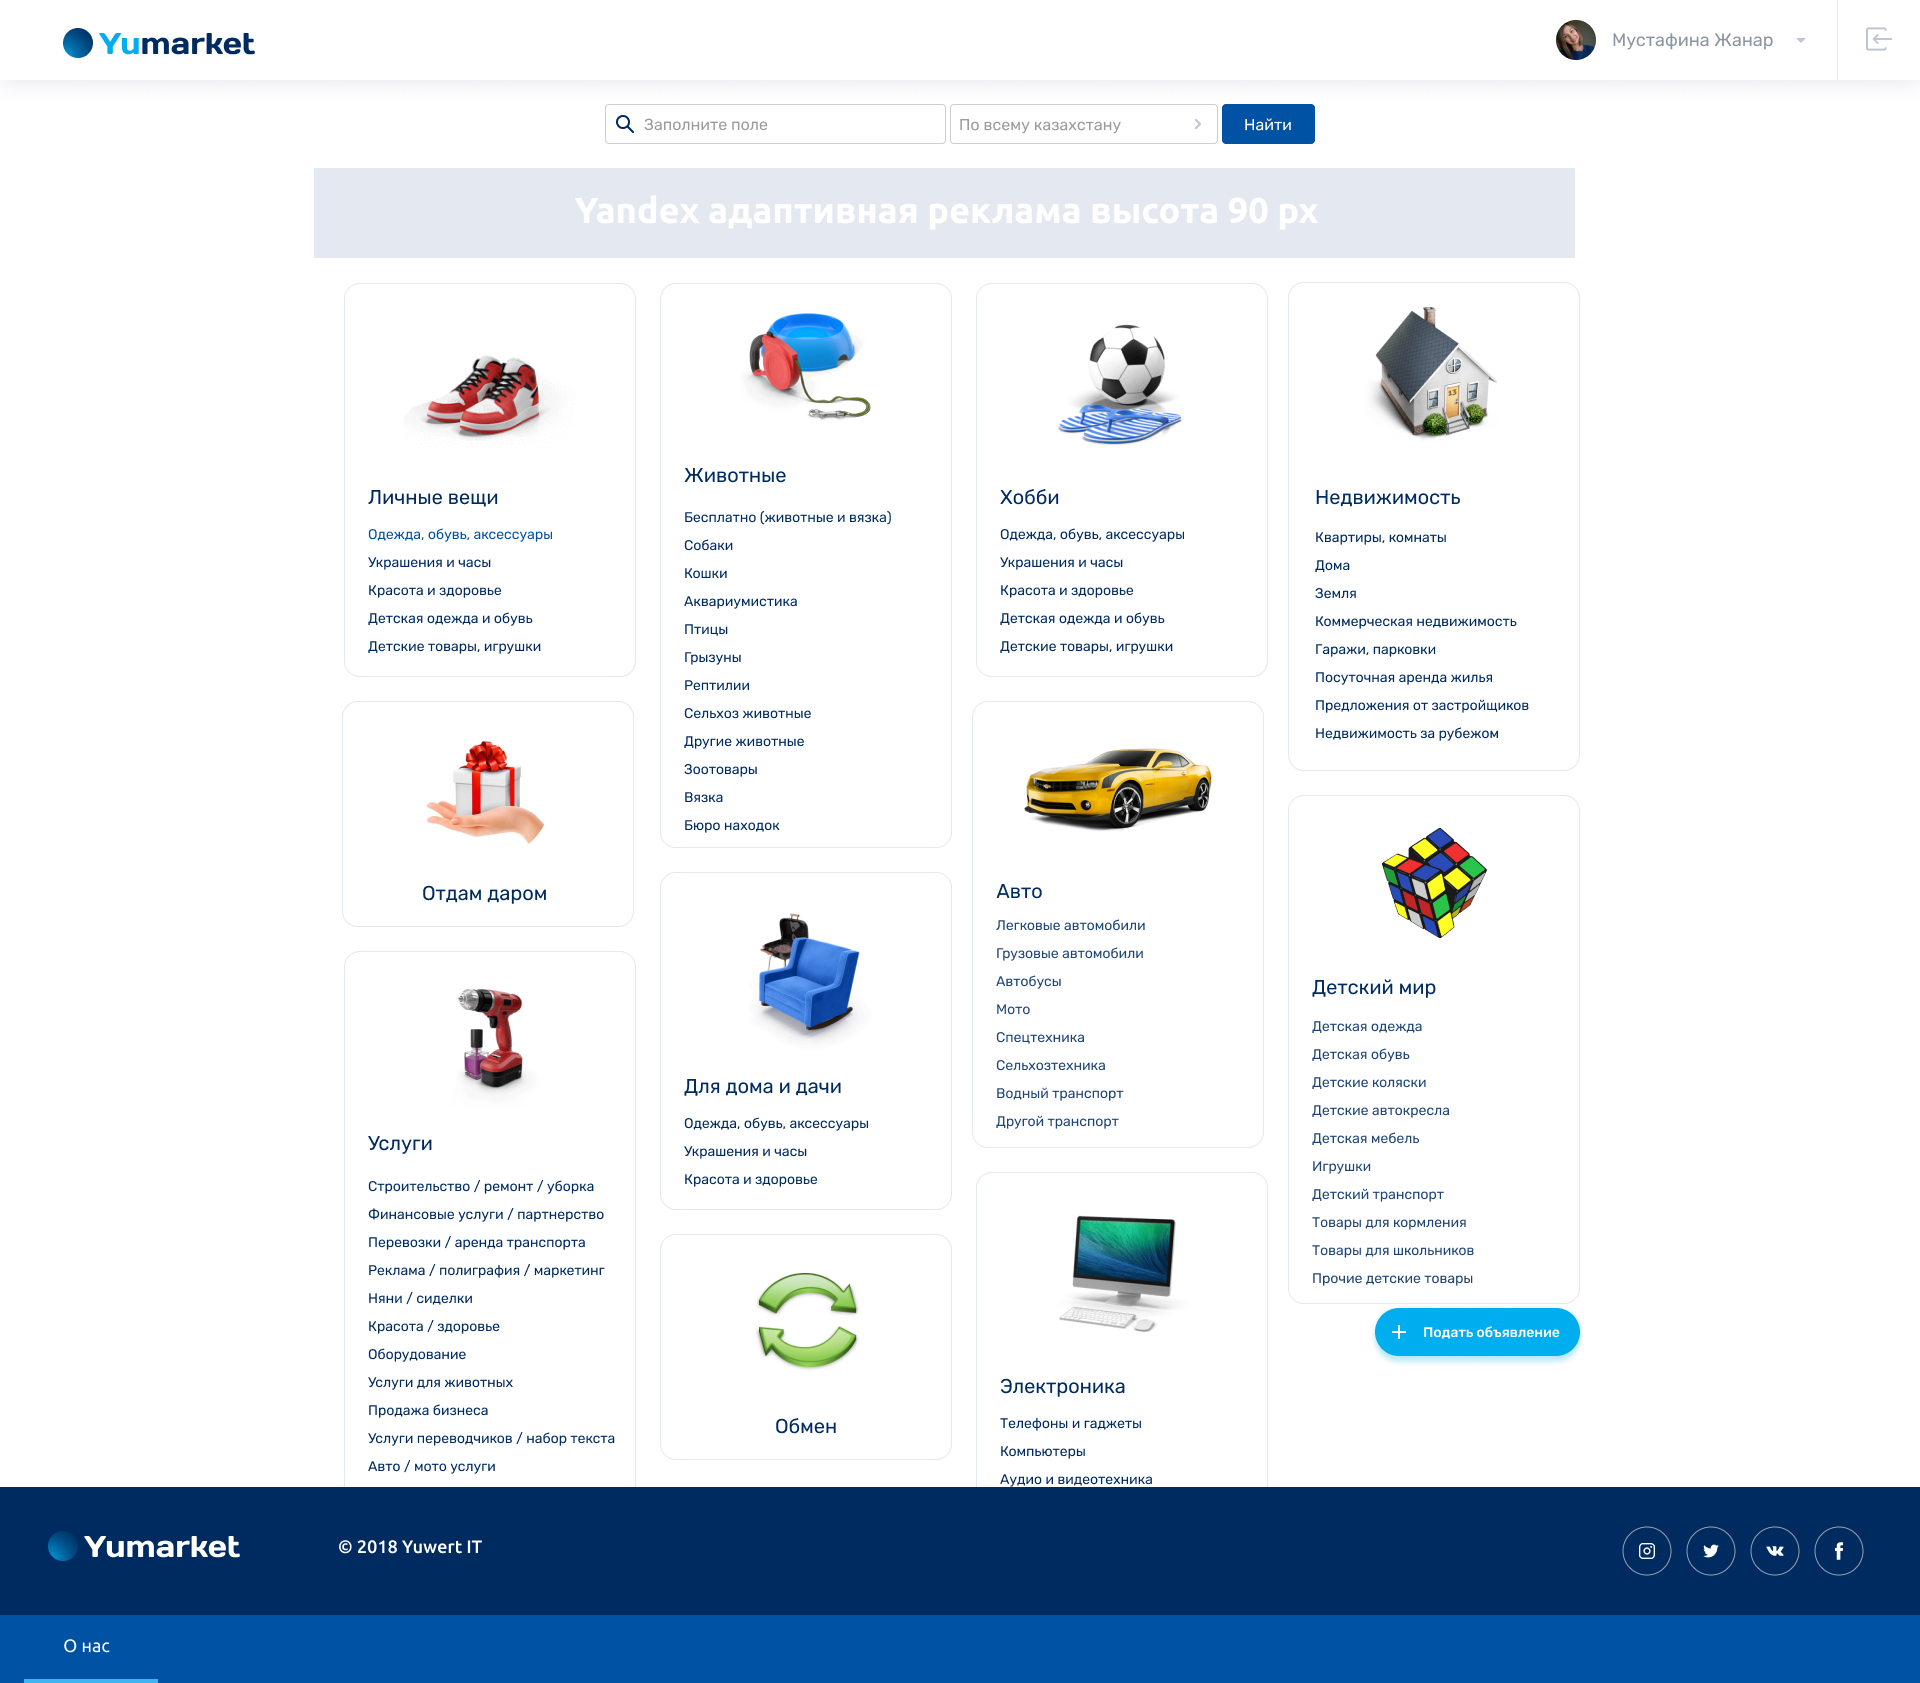 Yumarket
Мустафина Жанар
Заполните поле
По всему казахстану
Найти
Yandex адаптивная реклама высота 90 px
Личные вещи
Одежда, обувь, аксессуары
Украшения и часы
Красота и здоровье
Детская одежда и обувь
Детские товары, игрушки
Отдам даром
Услуги
Строительство / ремонт / уборка
Финансовые услуги / партнерство
Перевозки / аренда транспорта
Реклама / полиграфия / маркетинг
Няни / сиделки
Красота / здоровье
Оборудование
Услуги для животных
Продажа бизнеса
Услуги переводчиков / набор текста
Авто / мото услуги
Животные
Бесплатно (животные и вязка)
Собаки
Кошки
Аквариумистика
Птицы
Грызуны
Рептилии
Сельхоз животные
Другие животные
Зоотовары
Вязка
Бюро находок
Для дома и дачи
Одежда, обувь, аксессуары
Украшения и часы
Красота и здоровье
Обмен
Хобби
Одежда, обувь, аксессуары
Украшения и часы
Красота и здоровье
Детская одежда и обувь
Детские товары, игрушки
Авто
Легковые автомобили
Грузовые автомобили
Автобусы
Мото
Спецтехника
Сельхозтехника
Водный транспорт
Другой транспорт
Электроника
Телефоны и гаджеты
Компьютеры
Аудио и видеотехника
13
Недвижимость
Квартиры, комнаты
Дома
Земля
Коммерческая недвижимость
Гаражи, парковки
Посуточная аренда жилья
Предложения от застройщиков
Недвижимость за рубежом
Детский мир
Детская одежда
Детская обувь
Детские коляски
Детские автокресла
Детская мебель
Игрушки
Детский транспорт
Товары для кормления
Товары для школьников
Прочие детские товары
Подать объявление
Yumarket
© 2018 Yuwert IT
О нас